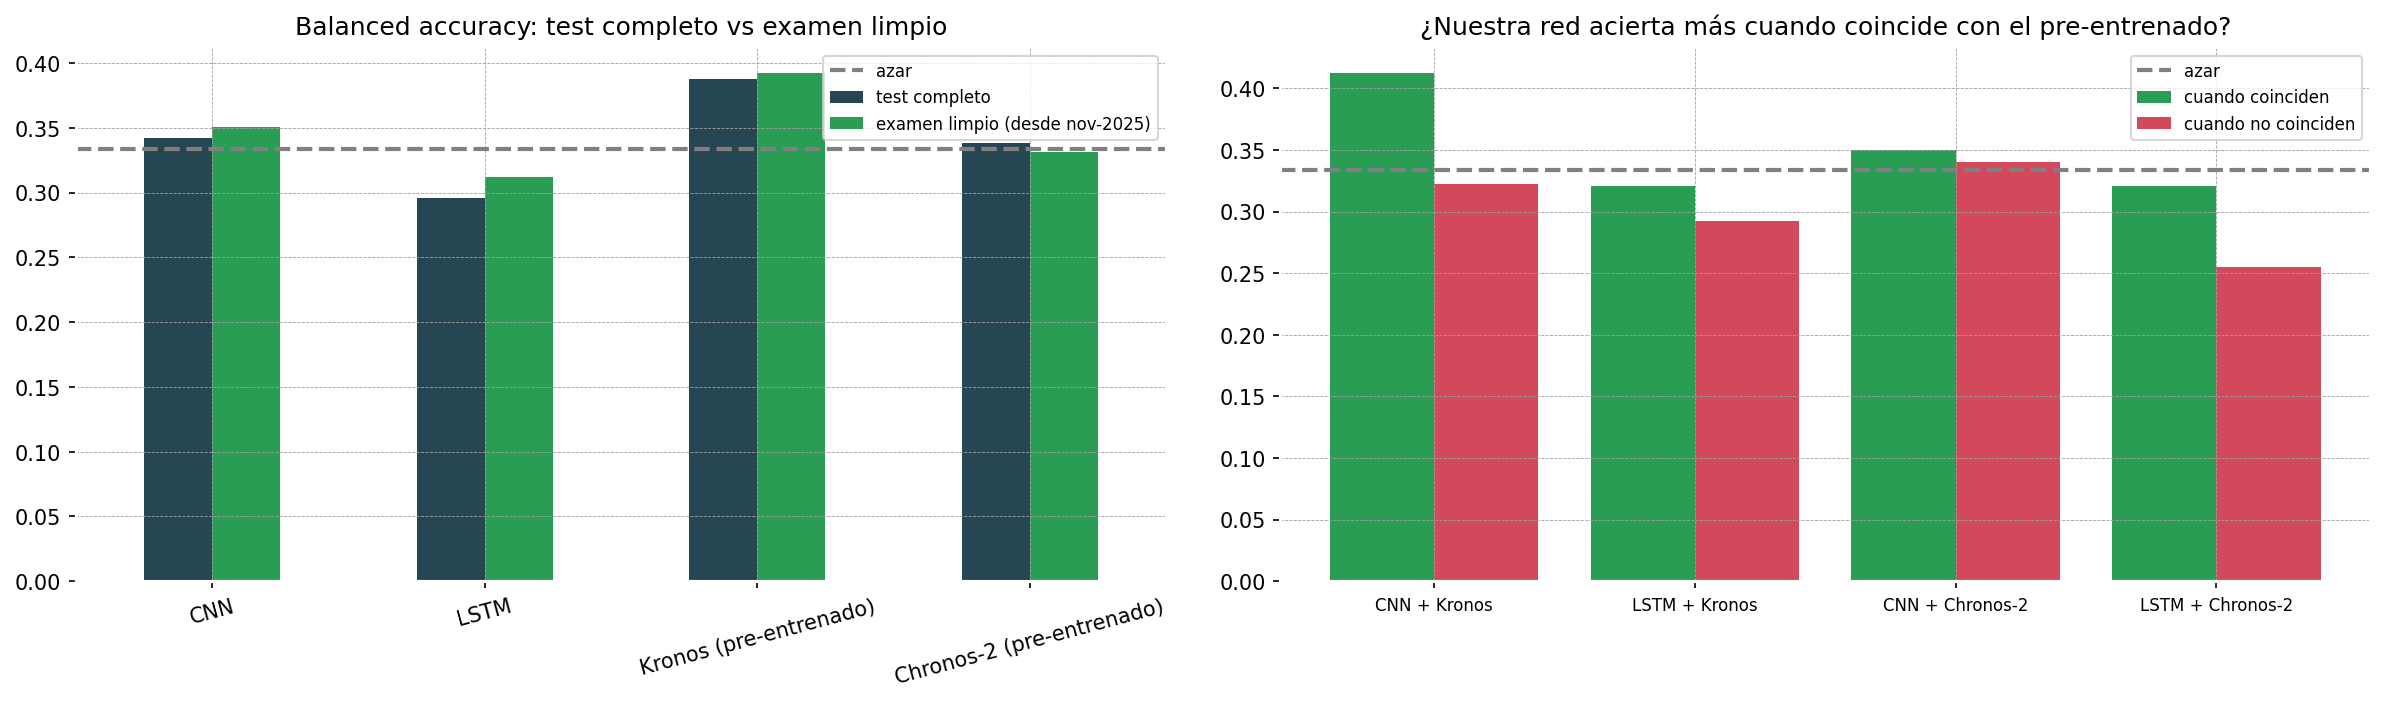 Balanced accuracy: test completo vs examen limpio
azar
test completo
examen limpio (desde nov-2025)
0.40
0.35
0.30
0.25
0.20
0.15
0.10
0.05
0.00
CNN
LSTM
Kronos (pre-entrenado)
Chronos-2 (pre-entrenado)
¿Nuestra red acierta más cuando coincide con el pre-entrenado?
azar
cuando coinciden
cuando no coinciden
0.40
0.35
0.30
0.25
0.20
0.15
0.10
0.05
0.00
CNN + Kronos
LSTM + Kronos
CNN + Chronos-2
LSTM + Chronos-2